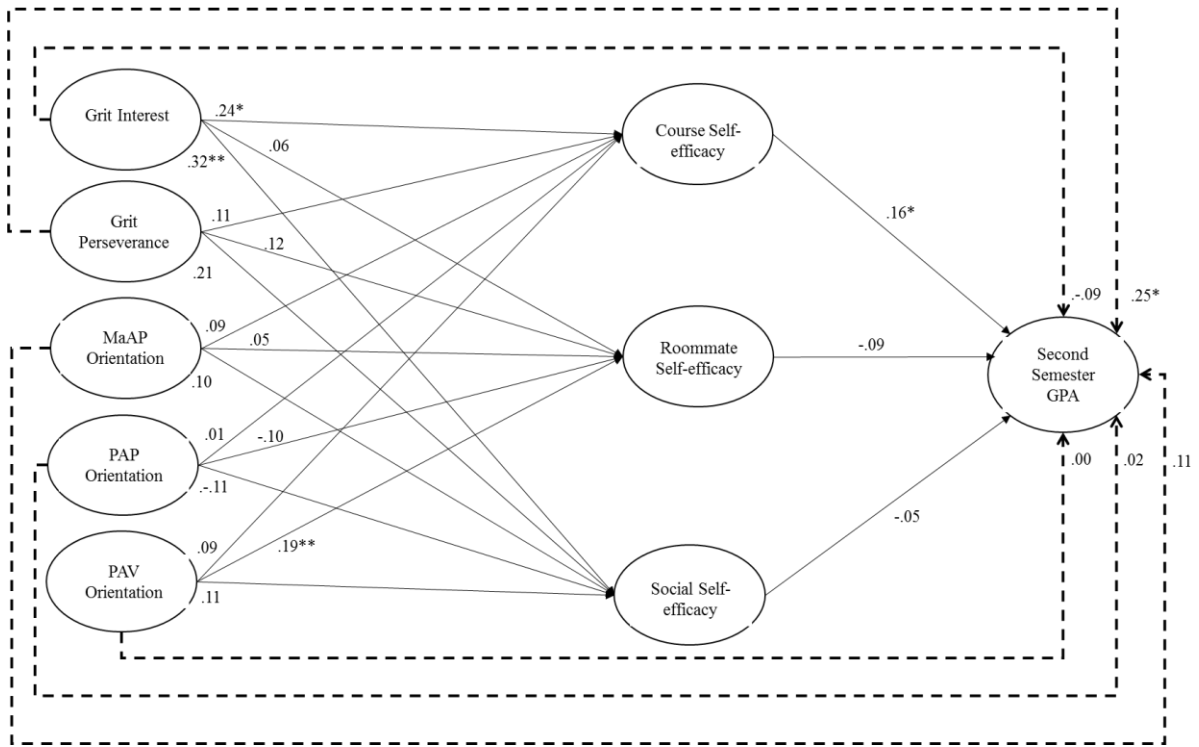 Grit Interest
.24*
.06
.32**
Course Self-
efficacy
Grit
Perseverance
.11
.12
.21
.16*
MaAP
Orientation
.09
.05
.10
Roommate
Self-efficacy
-.09
.-.09
.25*
Second
Semester
GPA
PAP
Orientation
.01
-.10
.-.11
.00
.02
.11
PAV
Orientation
.09
.19**
.11
Social Self-
efficacy
-.05